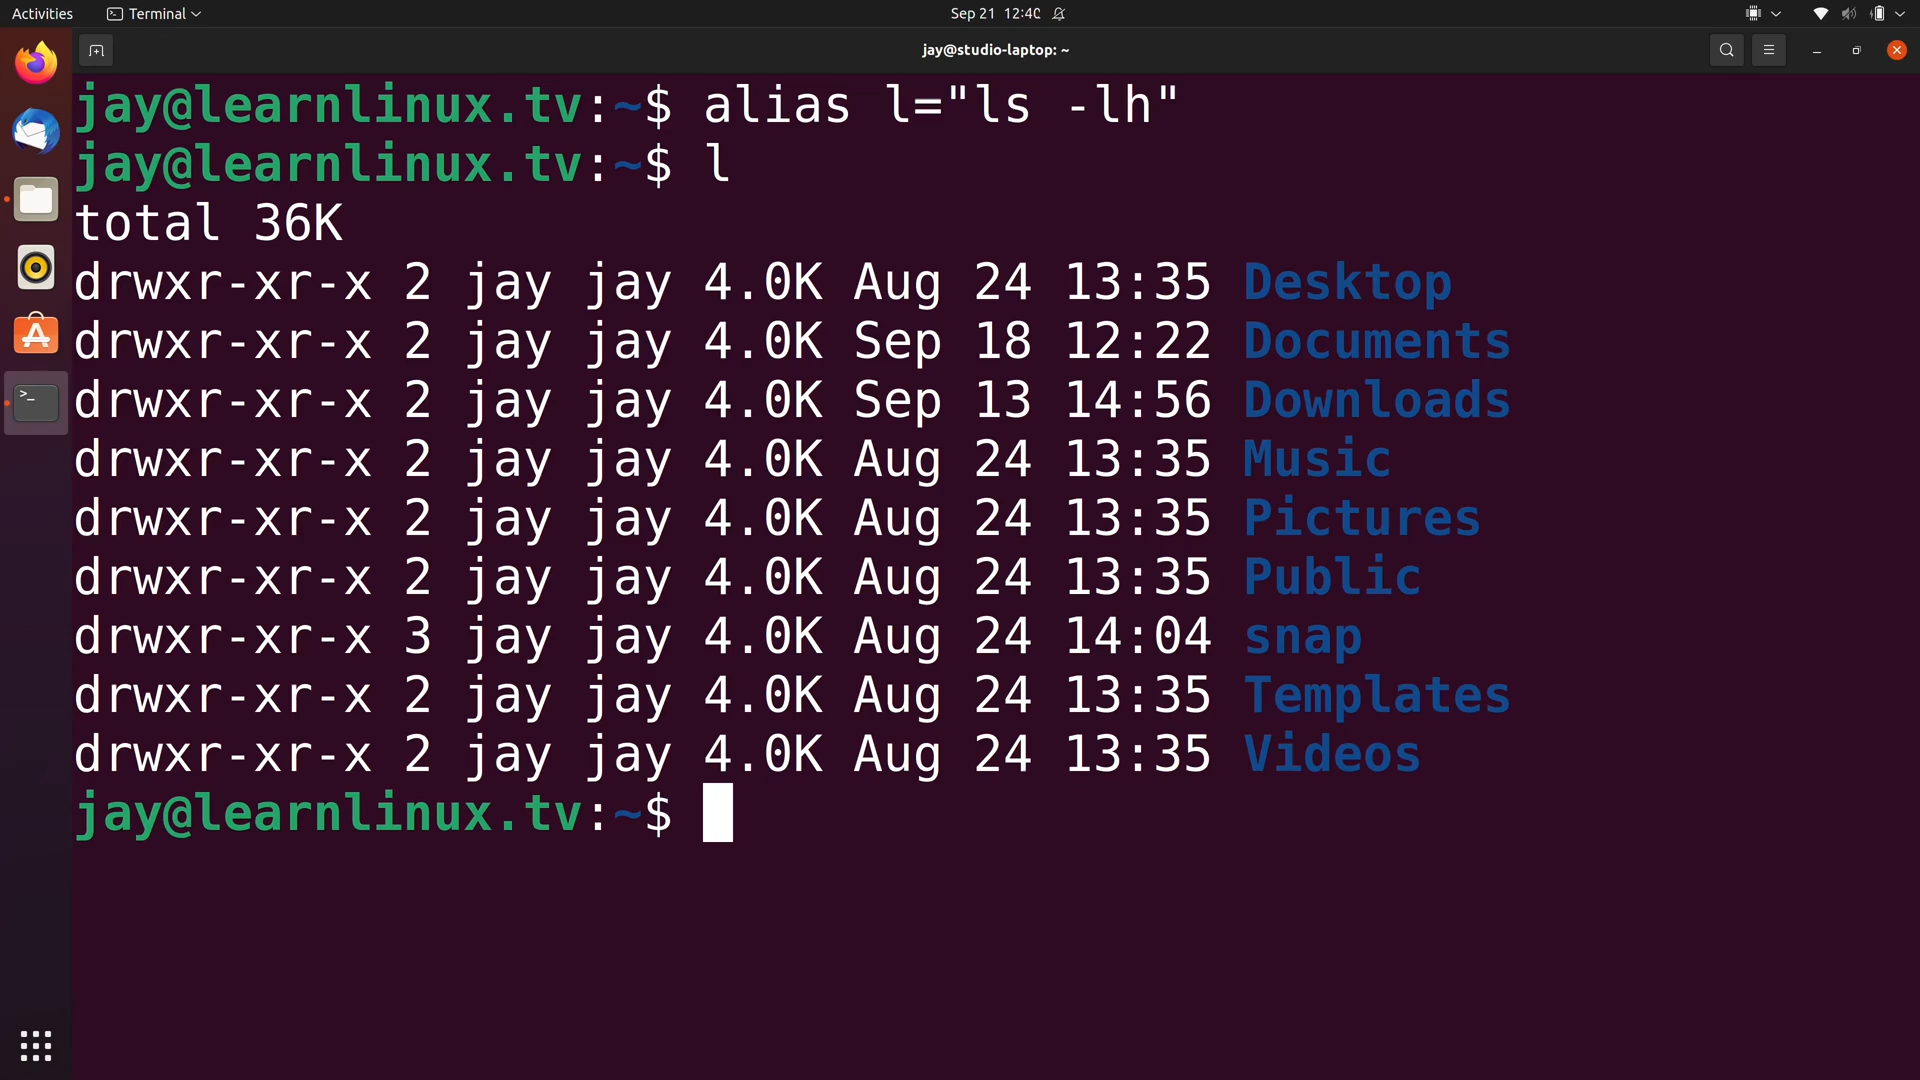 Activities Terminal Sep 21 12:40
jay@studio-laptop: ~
jay@learnlinux.tv:~$ alias l="ls -lh"
jay@learnlinux.tv:~$ l
total 36K
drwxr-xr-x 2 jay jay 4.0K Aug 24 13:35 Desktop
drwxr-xr-x 2 jay jay 4.0K Sep 18 12:22 Documents
drwxr-xr-x 2 jay jay 4.0K Sep 13 14:56 Downloads
drwxr-xr-x 2 jay jay 4.0K Aug 24 13:35 Music
drwxr-xr-x 2 jay jay 4.0K Aug 24 13:35 Pictures
drwxr-xr-x 2 jay jay 4.0K Aug 24 13:35 Public
drwxr-xr-x 3 jay jay 4.0K Aug 24 14:04 snap
drwxr-xr-x 2 jay jay 4.0K Aug 24 13:35 Templates
drwxr-xr-x 2 jay jay 4.0K Aug 24 13:35 Videos
jay@learnlinux.tv:~$